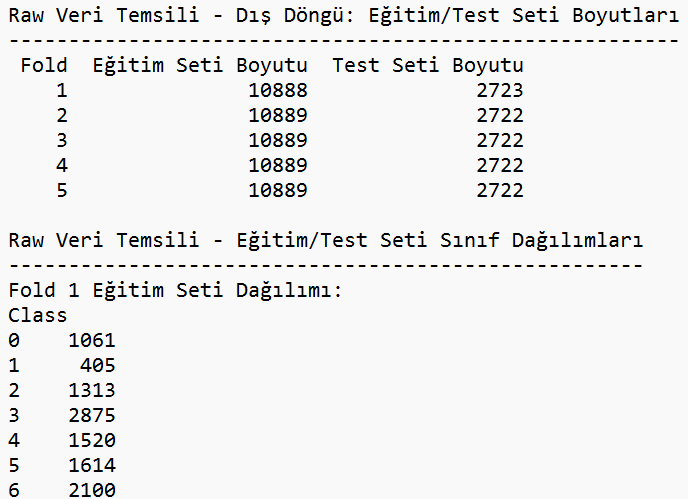 Raw Veri Temsili - Dış Döngü: Eğitim/Test Seti Boyutları
--------------------------------------------------------
Fold  Eğitim Seti Boyutu  Test Seti Boyutu
1               10888              2723
2               10889              2722
3               10889              2722
4               10889              2722
5               10889              2722
Raw Veri Temsili - Eğitim/Test Seti Sınıf Dağılımları
-----------------------------------------------------
Fold 1 Eğitim Seti Dağılımı:
Class
0    1061
1     405
2    1313
3    2875
4    1520
5    1614
6    2100